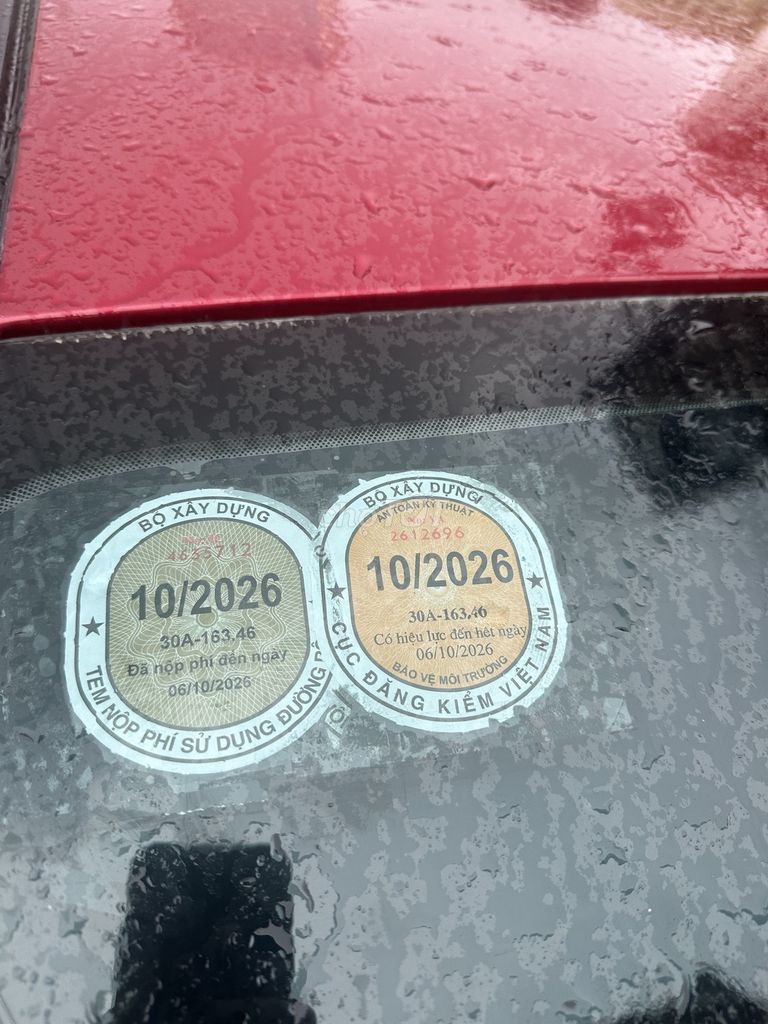 BỘ XÂY DỰNG
4655712
10/2026
30A-163.46
Đã nộp phí đến ngày
06/10/2026
TEM NỘP PHÍ SỬ DỤNG ĐƯỜNG
BỘ XÂY DỰNG
AN TOÀN KỸ THUẬT
2612696
10/2026
30A-163.46
Có hiệu lực đến hết ngày
06/10/2026
BẢO VỆ MÔI TRƯỜNG
CỤC ĐĂNG KIỂM VIỆT NAM